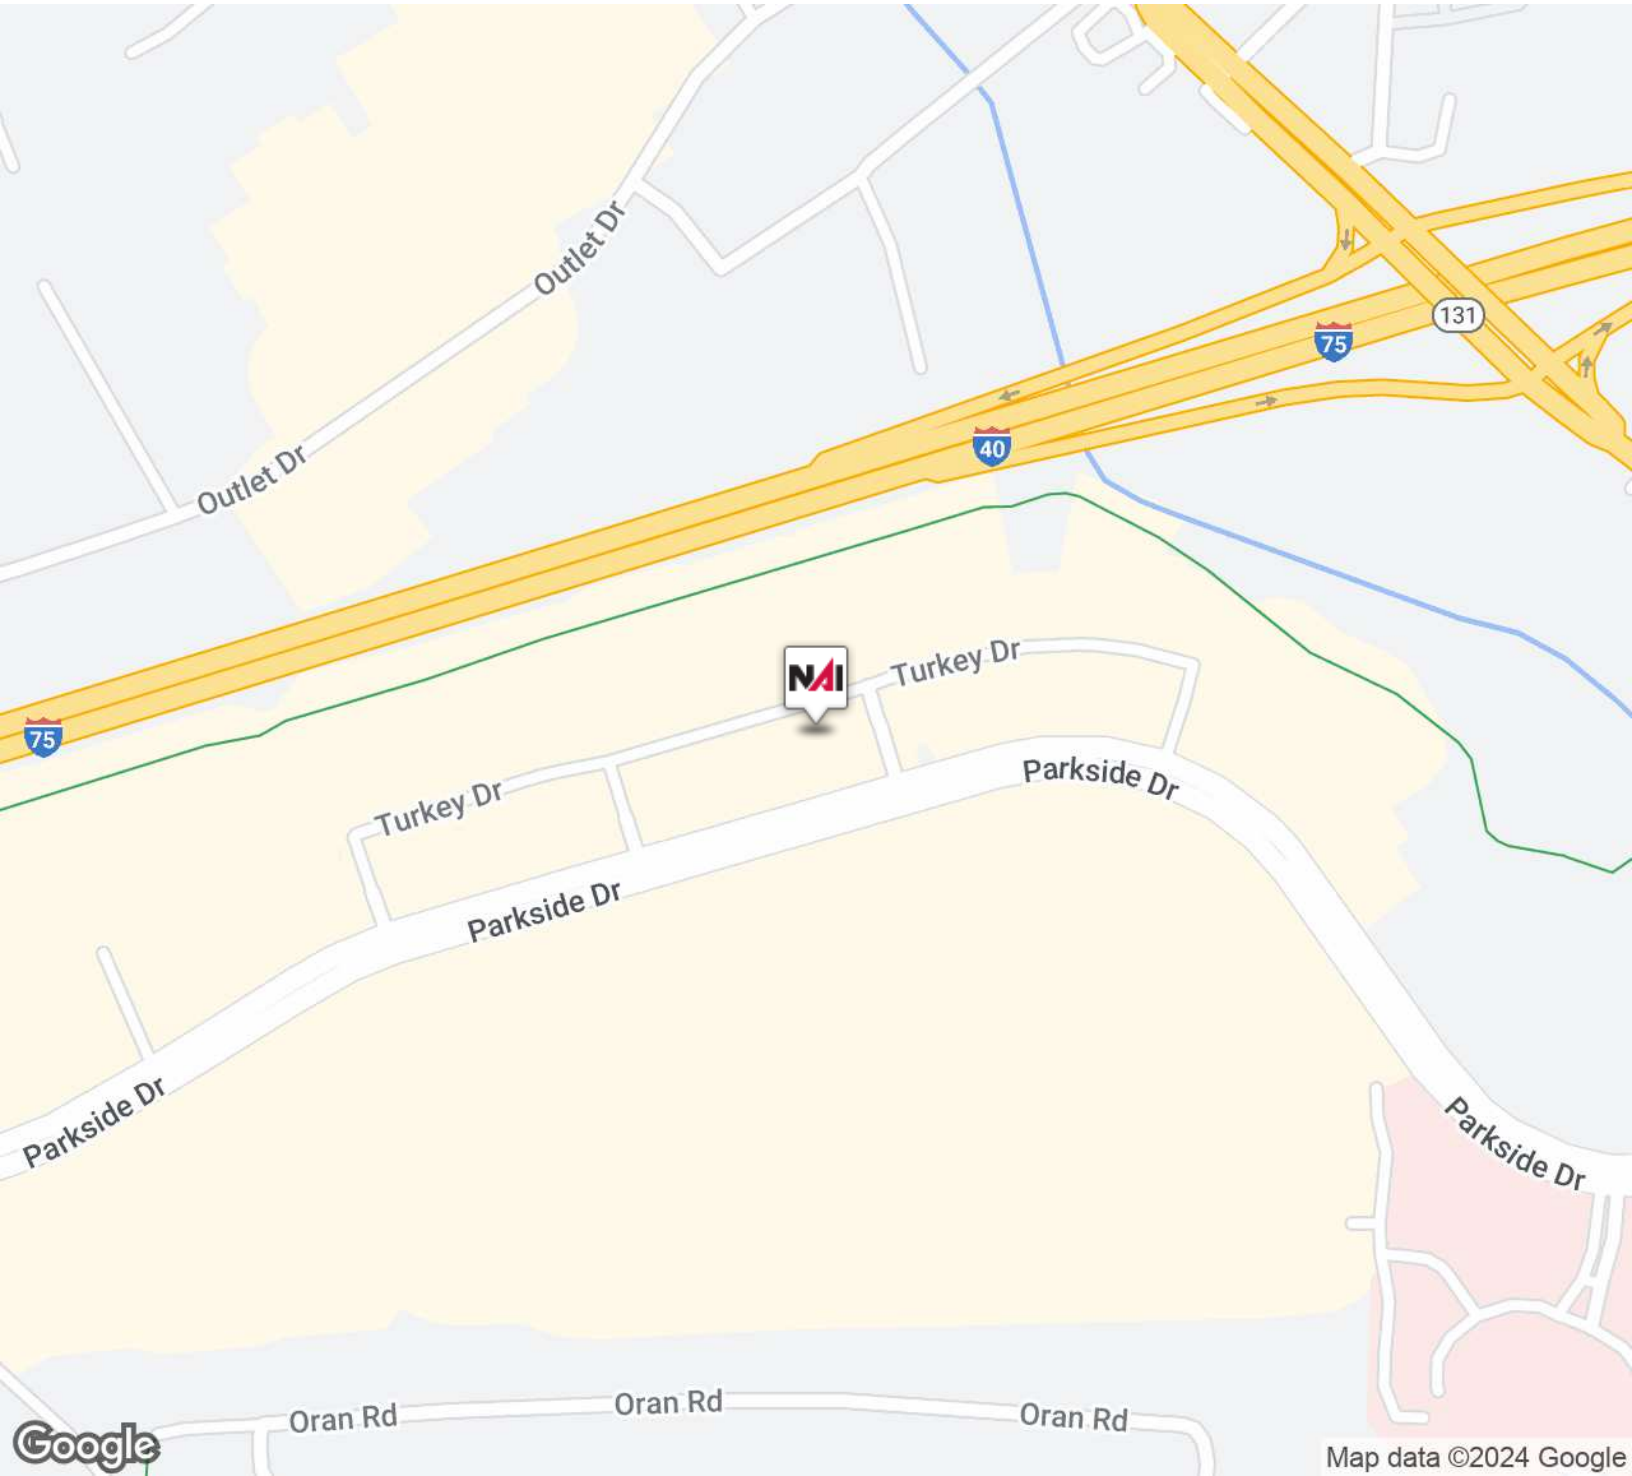 Outlet Dr
131
75
40
Outlet Dr
Turkey Dr
NAI
75
Turkey Dr
Parkside Dr
Parkside Dr
Parkside Dr
Parkside Dr
Oran Rd
Oran Rd
Oran Rd
Google
Map data ©2024 Google